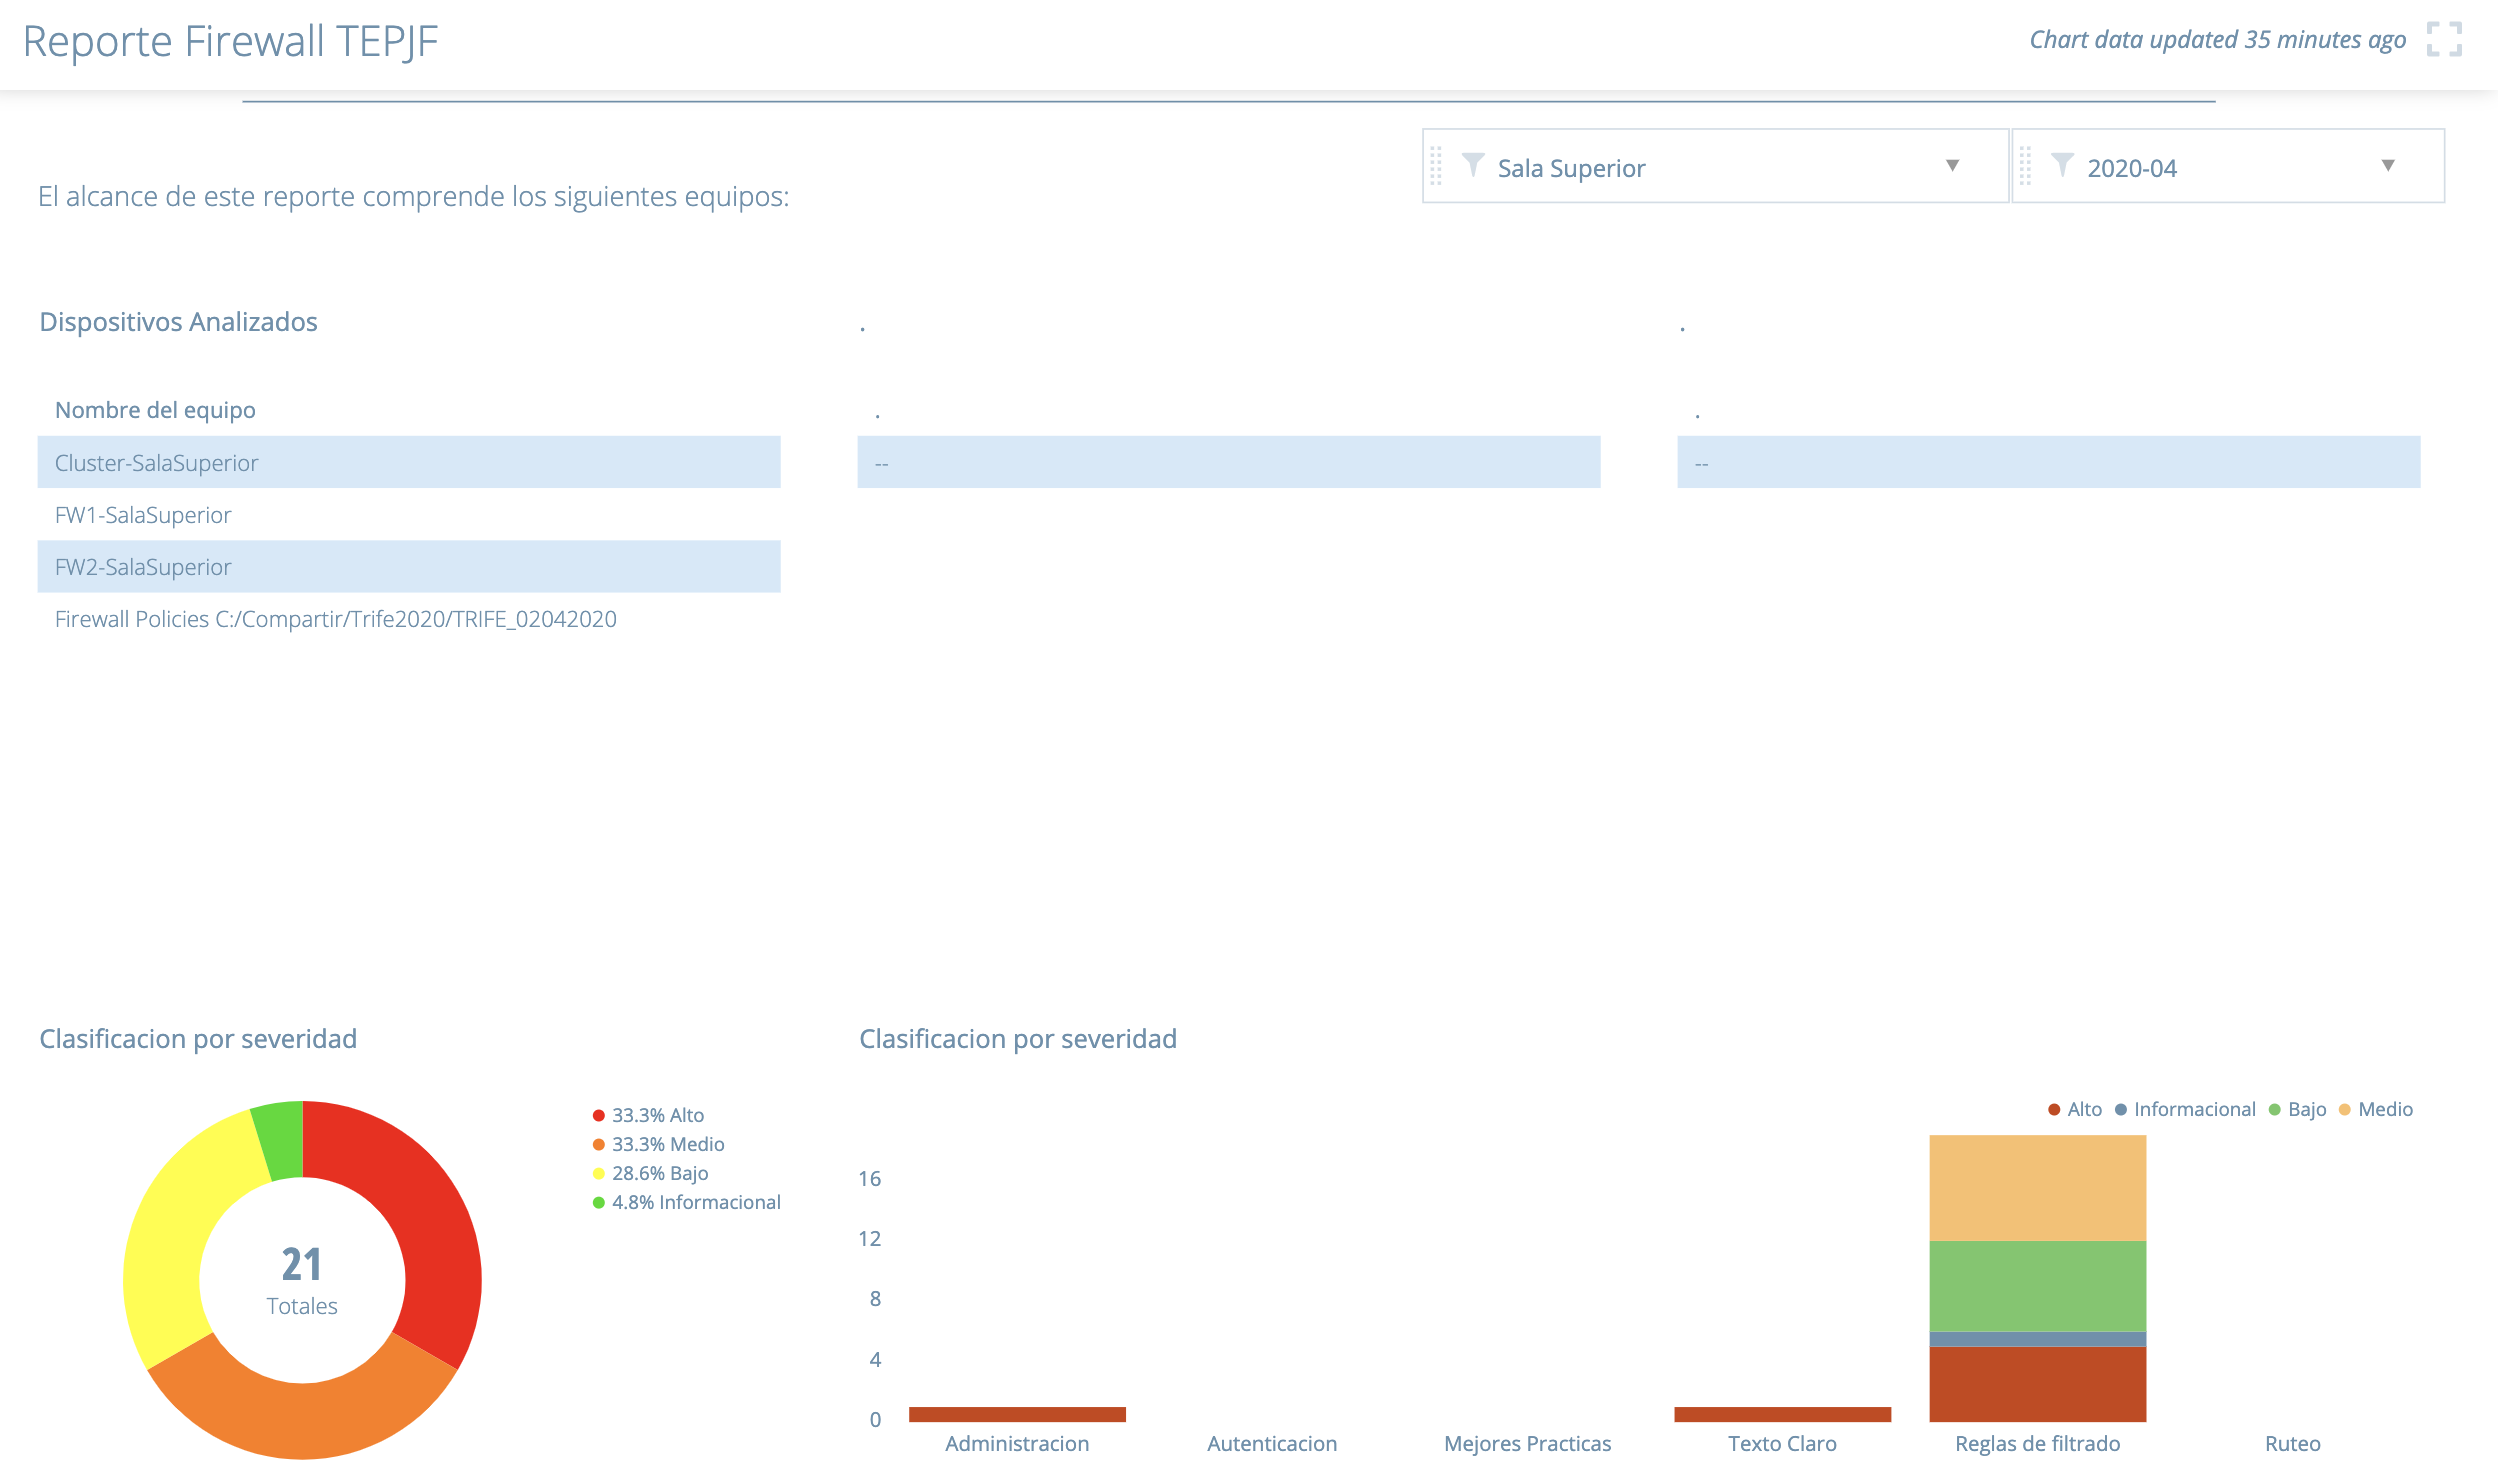 Reporte Firewall TEPJF
Chart data updated 35 minutes ago
Sala Superior
2020-04
El alcance de este reporte comprende los siguientes equipos:
Dispositivos Analizados
.
.
Nombre del equipo
.
.
Cluster-SalaSuperior
--
--
FW1-SalaSuperior
FW2-SalaSuperior
Firewall Policies C:/Compartir/Trife2020/TRIFE_02042020
Clasificacion por severidad
33.3% Alto
33.3% Medio
28.6% Bajo
4.8% Informacional
21
Totales
Clasificacion por severidad
Alto Informacional Bajo Medio
16
12
8
4
0
Administracion Autenticacion Mejores Practicas Texto Claro Reglas de filtrado Ruteo